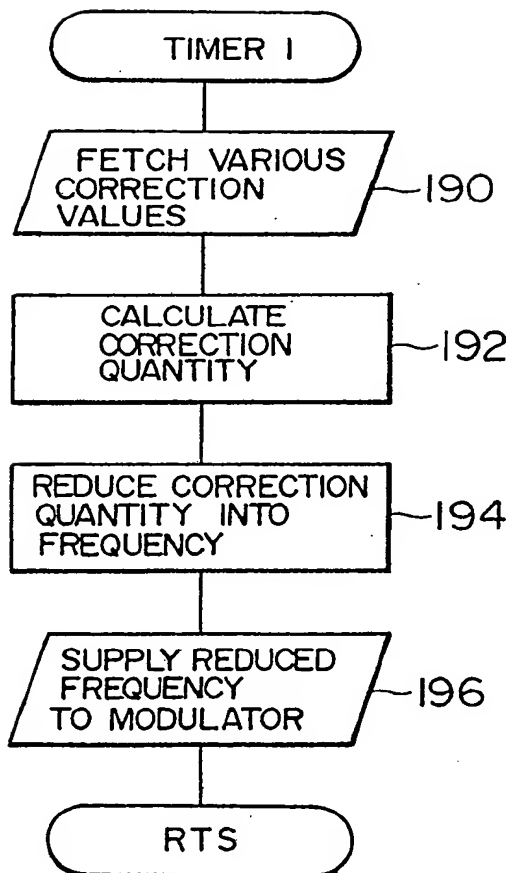 TIMER 1
FETCH VARIOUS
CORRECTION
VALUES
190
CALCULATE
CORRECTION
QUANTITY
192
REDUCE CORRECTION
QUANTITY INTO
FREQUENCY
194
SUPPLY REDUCED
FREQUENCY
TO MODULATOR
196
RTS